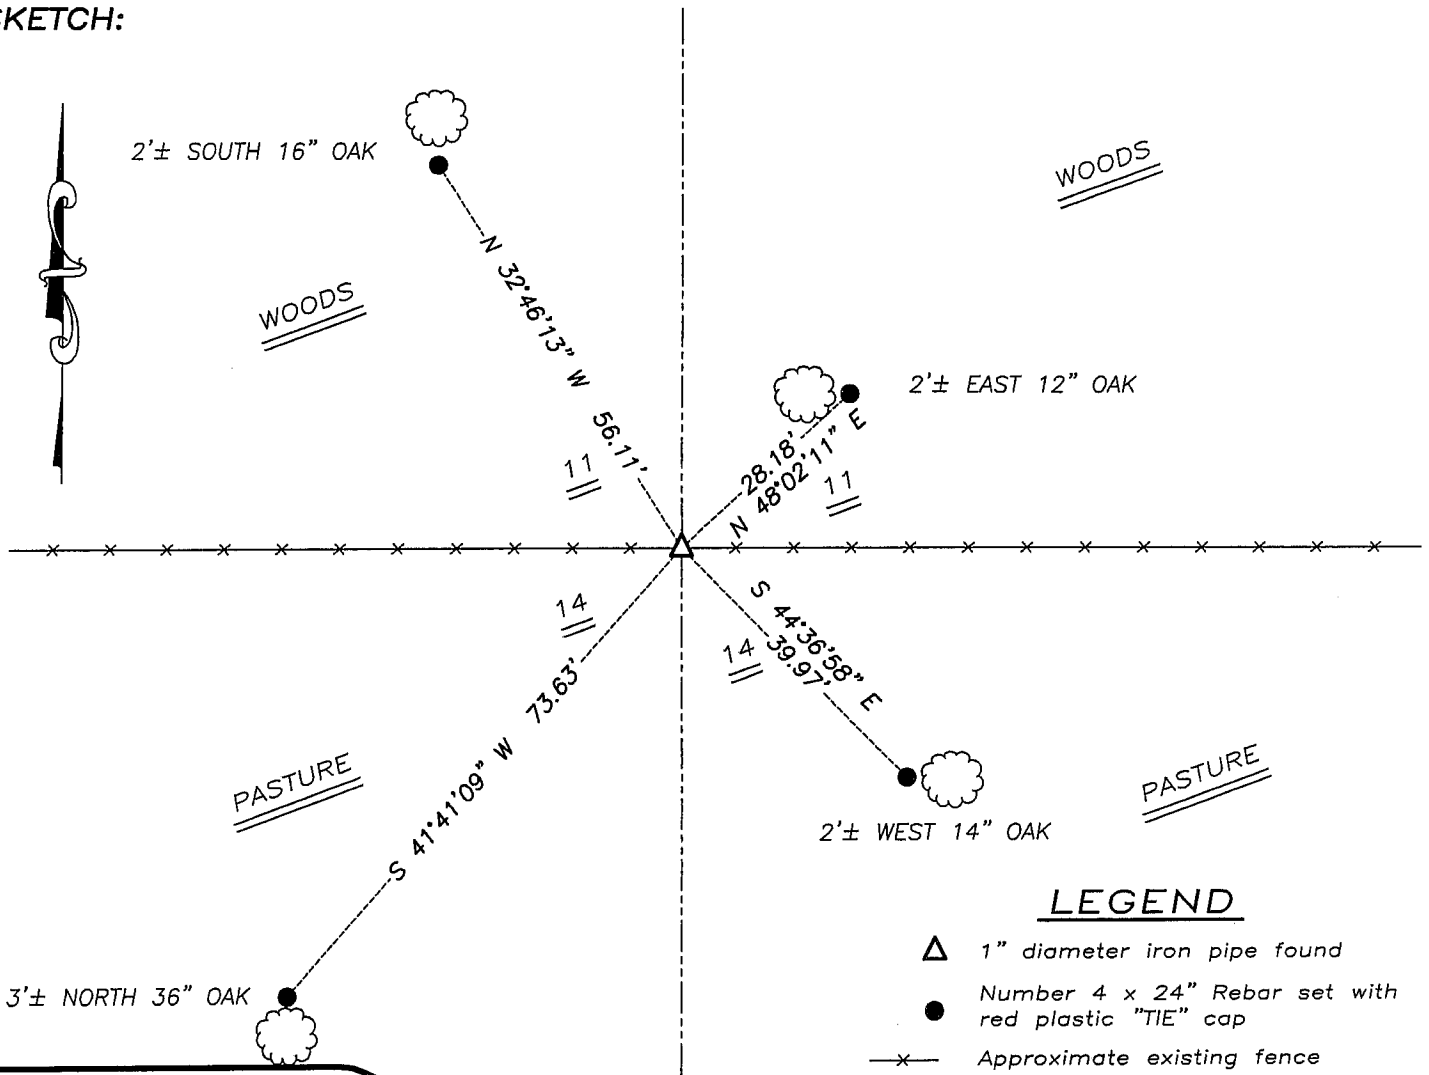 SKETCH:
2'± SOUTH 16" OAK
WOODS
WOODS
N 32°46'13" W 56.11'
2'± EAST 12" OAK
28.18'
N 48°02'11" E
11
11
14
14
S 44°36'58" E
39.97'
S 41°41'09" W 73.63'
PASTURE
PASTURE
2'± WEST 14" OAK
3'± NORTH 36" OAK
LEGEND
1" diameter iron pipe found
Number 4 x 24" Rebar set with
red plastic "TIE" cap
Approximate existing fence